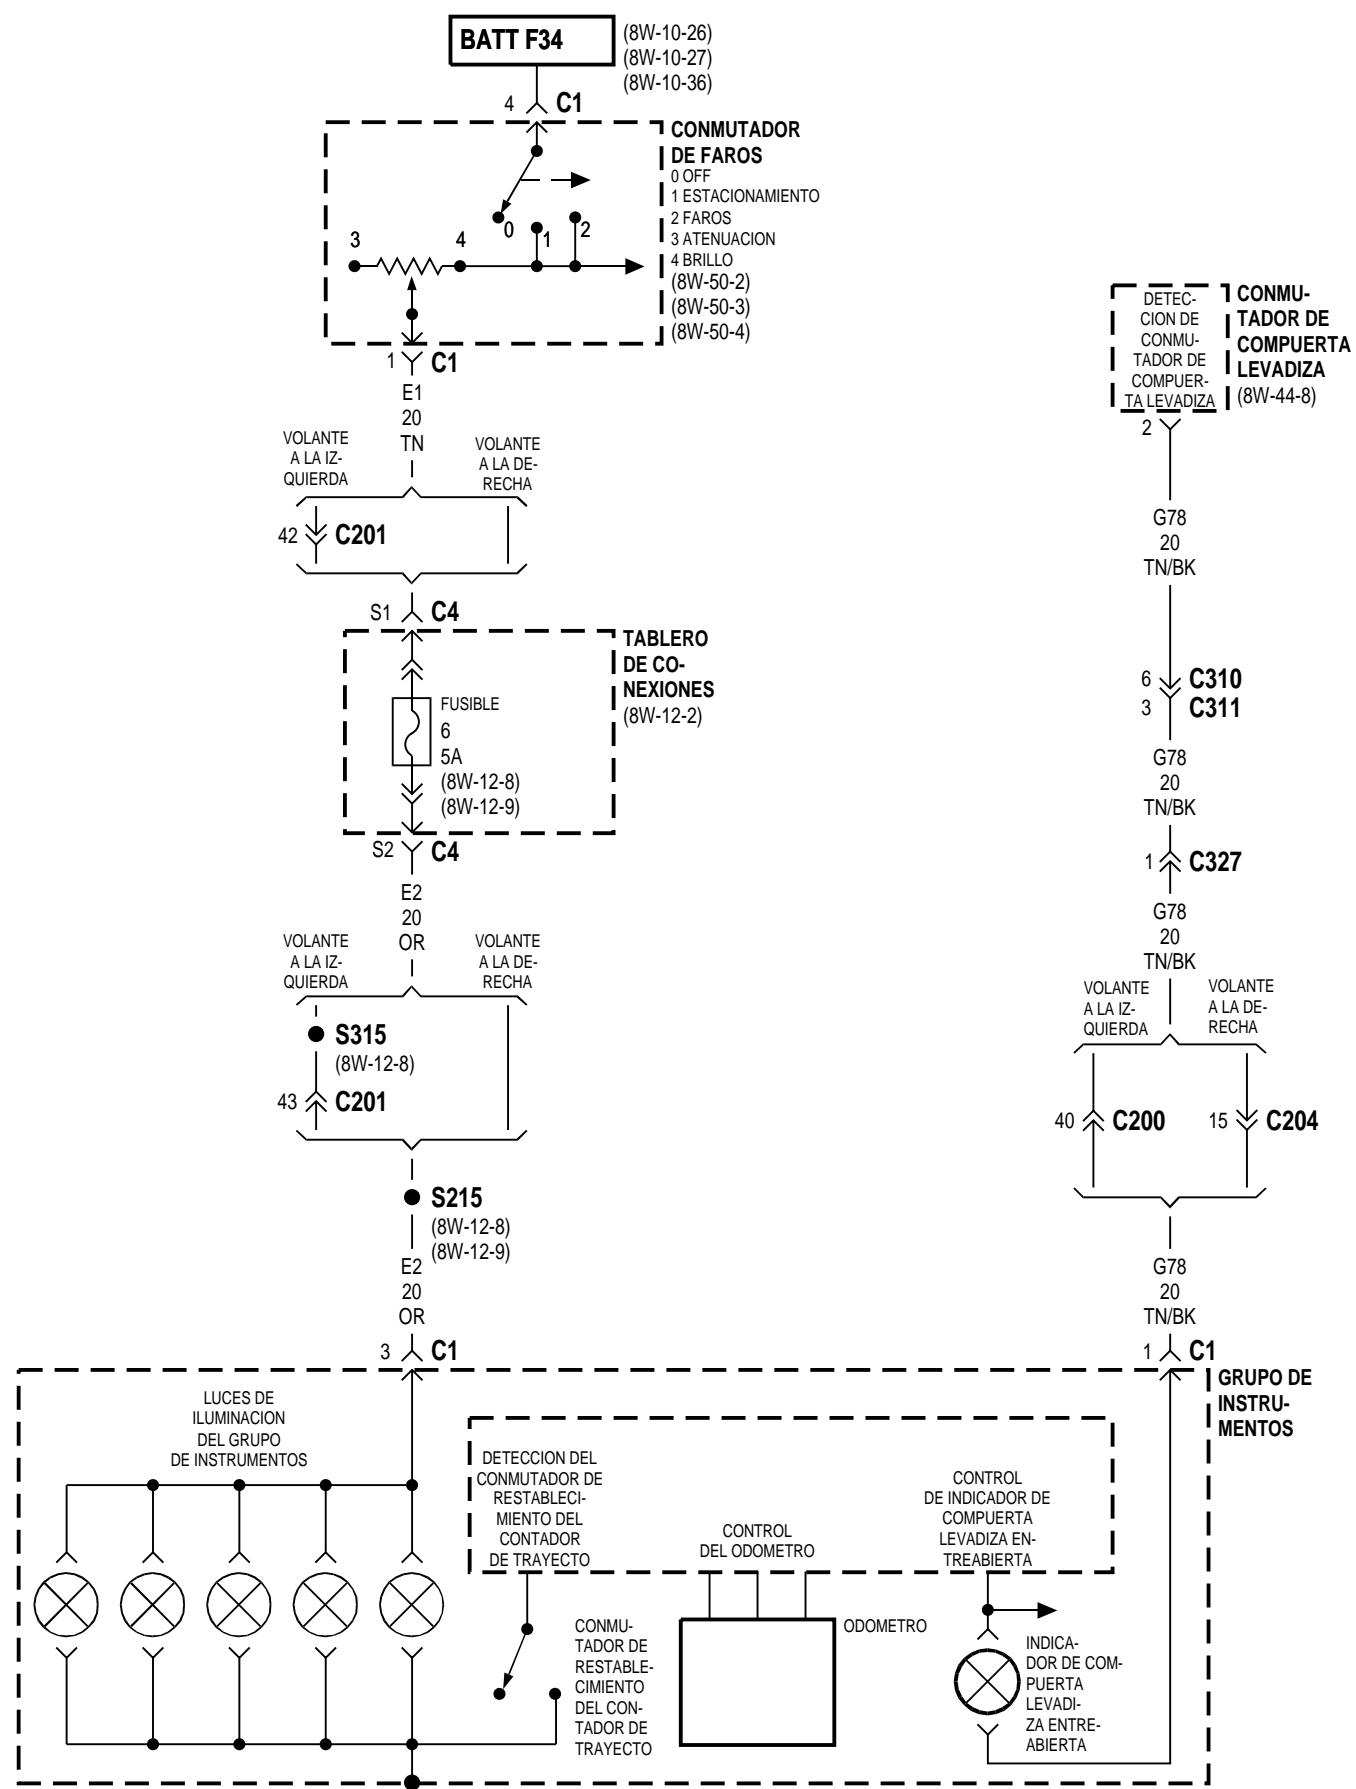 BATT F34
(8W-10-26)
(8W-10-27)
(8W-10-36)
4
C1
CONMUTADOR
DE FAROS
0 OFF
1 ESTACIONAMIENTO
2 FAROS
3 ATENUACION
4 BRILLO
(8W-50-2)
(8W-50-3)
(8W-50-4)
0
1
2
3
4
1
C1
E1
20
TN
VOLANTE
A LA IZ-
QUIERDA
VOLANTE
A LA DE-
RECHA
42
C201
S1
C4
TABLERO
DE CO-
NEXIONES
(8W-12-2)
FUSIBLE
6
5A
(8W-12-8)
(8W-12-9)
S2
C4
E2
20
OR
VOLANTE
A LA IZ-
QUIERDA
VOLANTE
A LA DE-
RECHA
S315
(8W-12-8)
43
C201
S215
(8W-12-8)
(8W-12-9)
E2
20
OR
3
C1
DETEC-
CION DE
CONMU-
TADOR DE
COMPUER-
TA LEVADIZA
CONMU-
TADOR DE
COMPUERTA
LEVADIZA
(8W-44-8)
2
G78
20
TN/BK
6
C310
3
C311
G78
20
TN/BK
1
C327
G78
20
TN/BK
VOLANTE
A LA IZ-
QUIERDA
VOLANTE
A LA DE-
RECHA
40
C200
15
C204
G78
20
TN/BK
1
C1
GRUPO DE
INSTRU-
MENTOS
LUCES DE
ILUMINACION
DEL GRUPO
DE INSTRUMENTOS
DETECCION DEL
CONMUTADOR DE
RESTABLECI-
MIENTO DEL
CONTADOR
DE TRAYECTO
CONTROL
DEL ODOMETRO
CONTROL
DE INDICADOR DE
COMPUERTA
LEVADIZA EN-
TREABIERTA
CONMU-
TADOR DE
RESTABLE-
CIMIENTO
DEL CON-
TADOR DE
TRAYECTO
ODOMETRO
INDICA-
DOR DE COM-
PUERTA
LEVADI-
ZA ENTRE-
ABIERTA